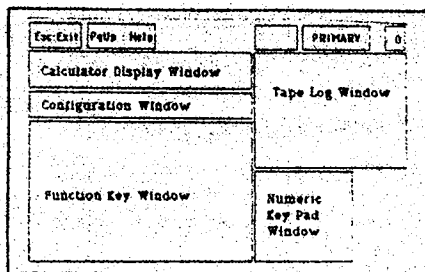 Esc:Exit PgUp : Help PRIMARY 0
Calculator Display Window
Configuration Window
Tape Log Window
Function Key Window
Numeric
Key Pad
Window